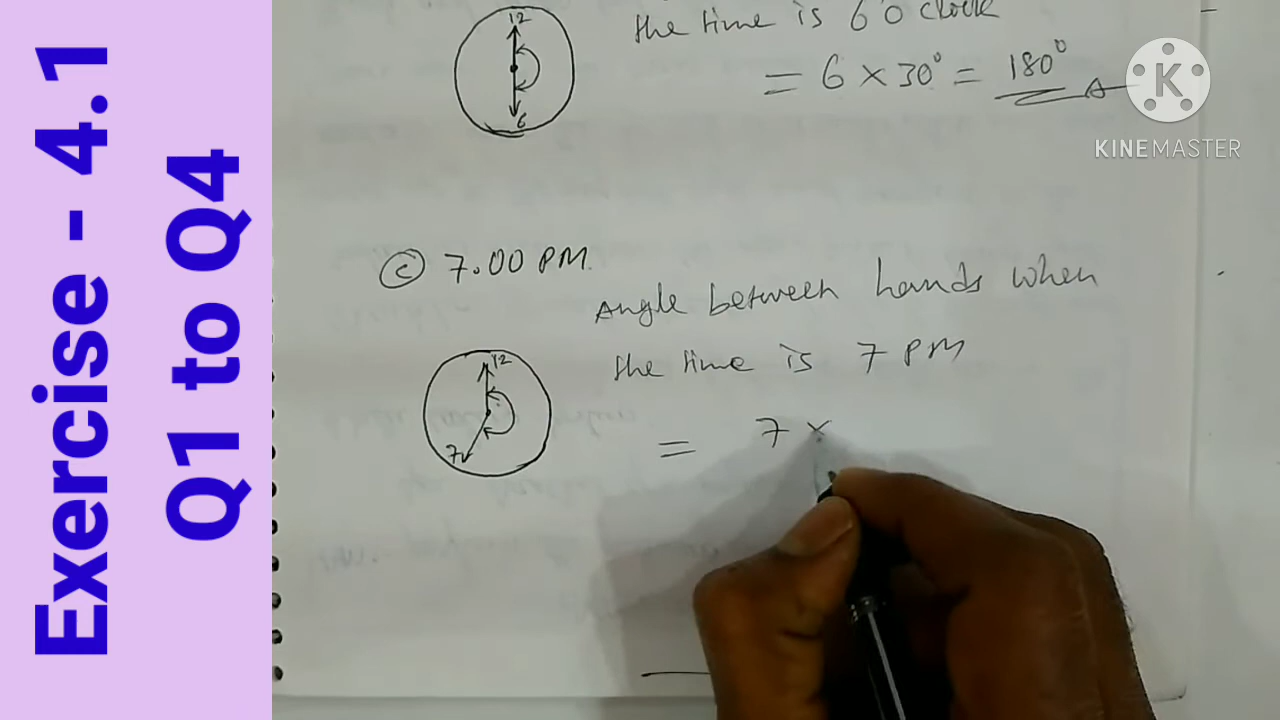 Exercise - 4.1
Q1 to Q4
12
6
the time is 6 o clock
= 6 × 30° = 180°
K
KINEMASTER
(c) 7.00 PM.
Angle between hands when
the time is 7 PM
12
7
= 7 ×